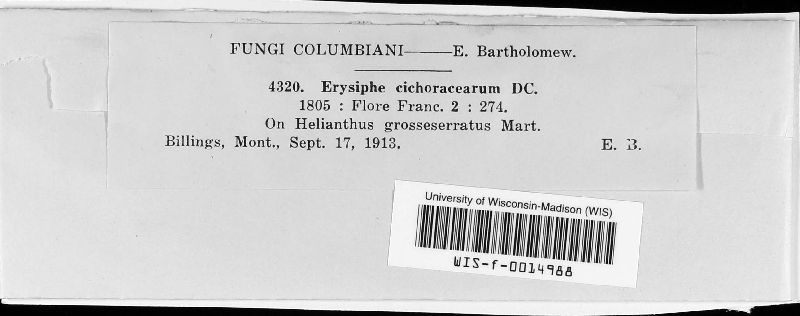 FUNGI COLUMBIANI——E. Bartholomew.
4320. Erysiphe cichoracearum DC.
1805 : Flore Franc. 2 : 274.
On Helianthus grosseserratus Mart.
Billings, Mont., Sept. 17, 1913. E. B.
University of Wisconsin-Madison (WIS)
WIS-f-0014988